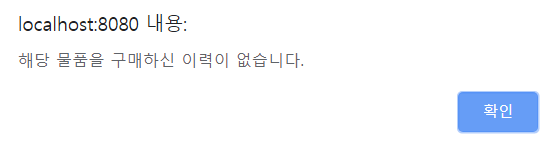 localhost:8080 내용:
해당 물품을 구매하신 이력이 없습니다.
확인